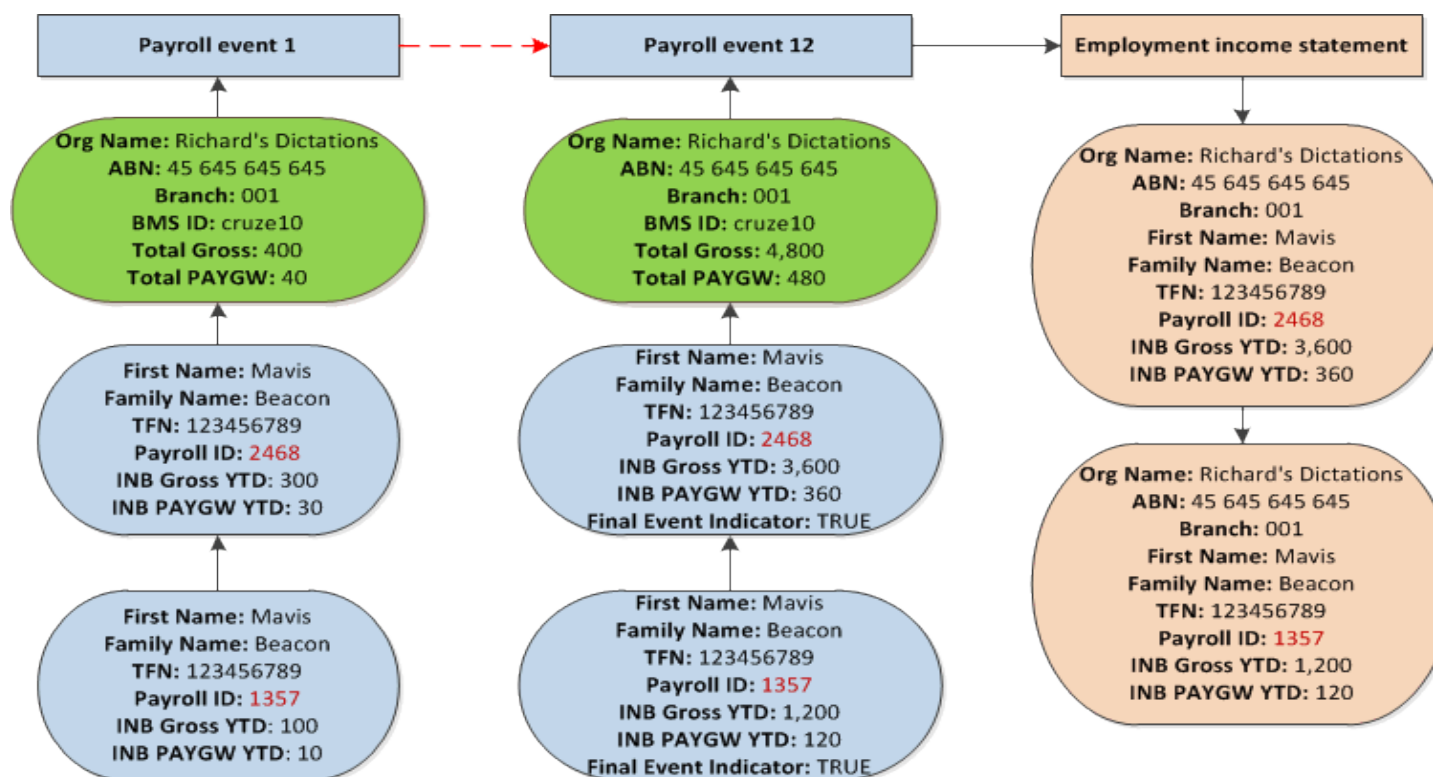 Payroll event 1
Payroll event 12
Employment income statement
Org Name: Richard's Dictations
ABN: 45 645 645 645
Branch: 001
BMS ID: cruze10
Total Gross: 400
Total PAYGW: 40
First Name: Mavis
Family Name: Beacon
TFN: 123456789
Payroll ID: 2468
INB Gross YTD: 300
INB PAYGW YTD: 30
First Name: Mavis
Family Name: Beacon
TFN: 123456789
Payroll ID: 1357
INB Gross YTD: 100
INB PAYGW YTD: 10
Org Name: Richard's Dictations
ABN: 45 645 645 645
Branch: 001
BMS ID: cruze10
Total Gross: 4,800
Total PAYGW: 480
First Name: Mavis
Family Name: Beacon
TFN: 123456789
Payroll ID: 2468
INB Gross YTD: 3,600
INB PAYGW YTD: 360
Final Event Indicator: TRUE
First Name: Mavis
Family Name: Beacon
TFN: 123456789
Payroll ID: 1357
INB Gross YTD: 1,200
INB PAYGW YTD: 120
Final Event Indicator: TRUE
Org Name: Richard's Dictations
ABN: 45 645 645 645
Branch: 001
First Name: Mavis
Family Name: Beacon
TFN: 123456789
Payroll ID: 2468
INB Gross YTD: 3,600
INB PAYGW YTD: 360
Org Name: Richard's Dictations
ABN: 45 645 645 645
Branch: 001
First Name: Mavis
Family Name: Beacon
TFN: 123456789
Payroll ID: 1357
INB Gross YTD: 1,200
INB PAYGW YTD: 120